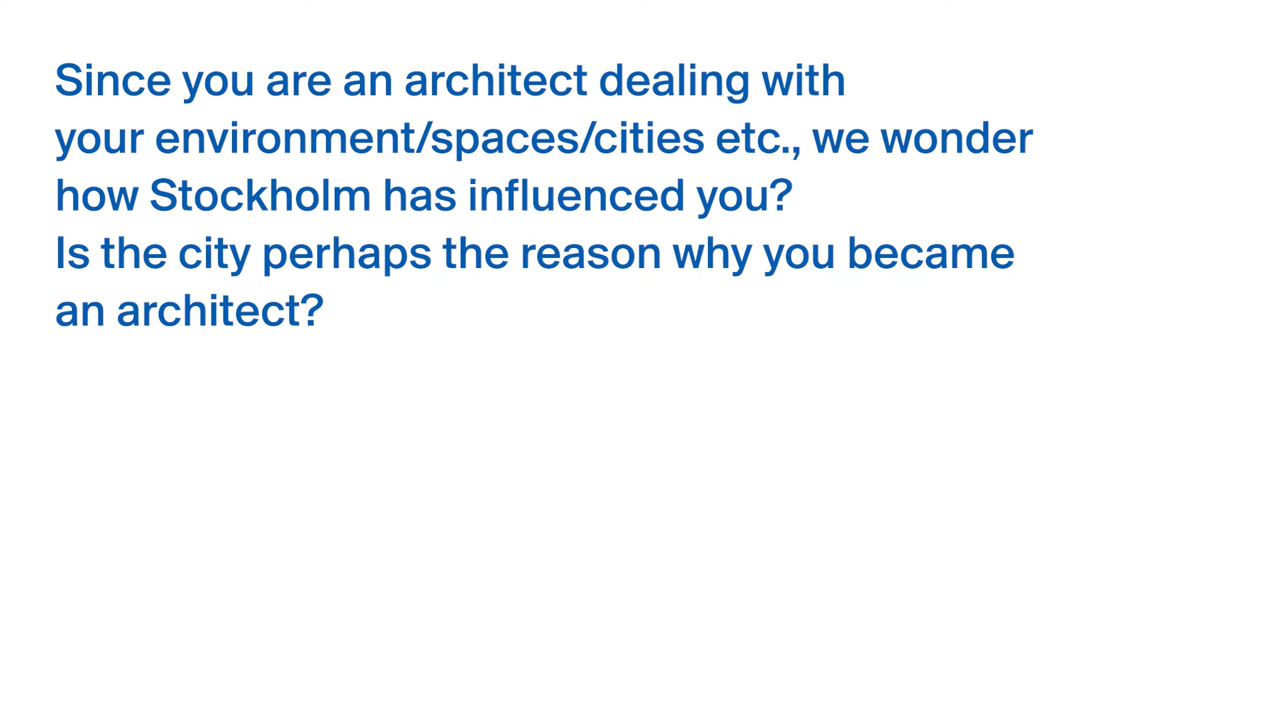 Since you are an architect dealing with
your environment/spaces/cities etc., we wonder
how Stockholm has influenced you?
Is the city perhaps the reason why you became
an architect?